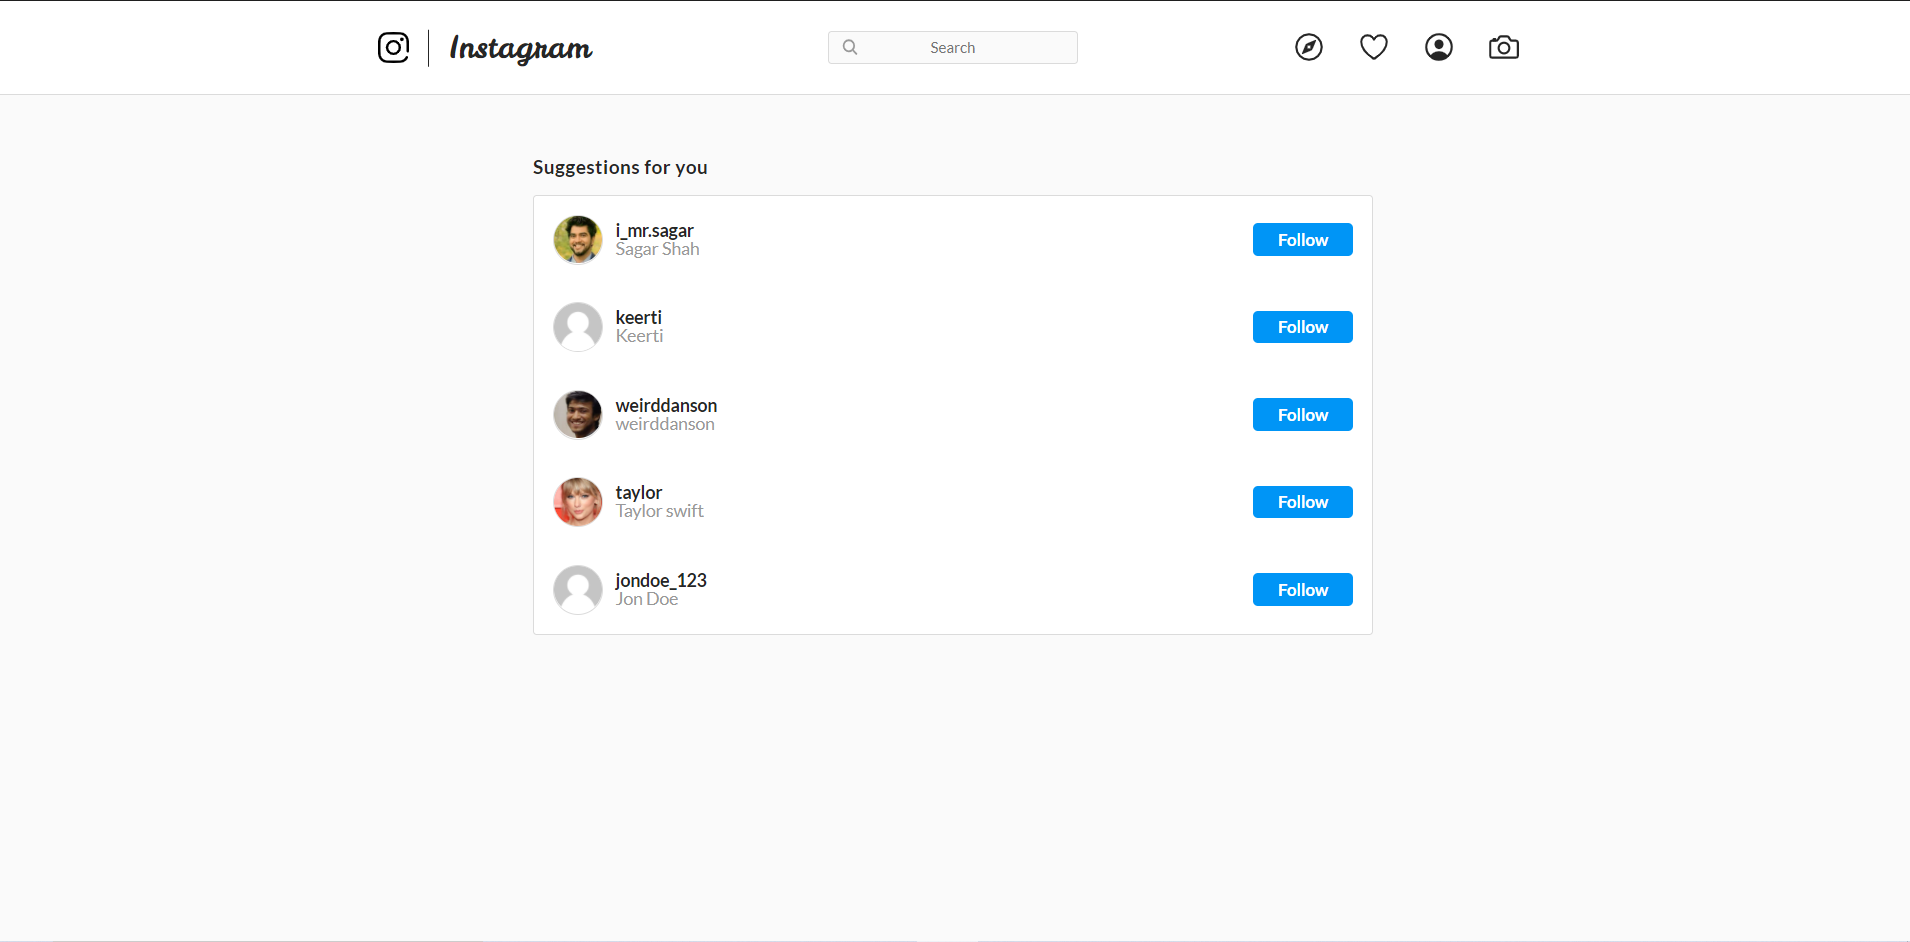 Instagram
Search
Suggestions for you
i_mr.sagar
Sagar Shah
Follow
keerti
Keerti
Follow
weirddanson
weirddanson
Follow
taylor
Taylor swift
Follow
jondoe_123
Jon Doe
Follow